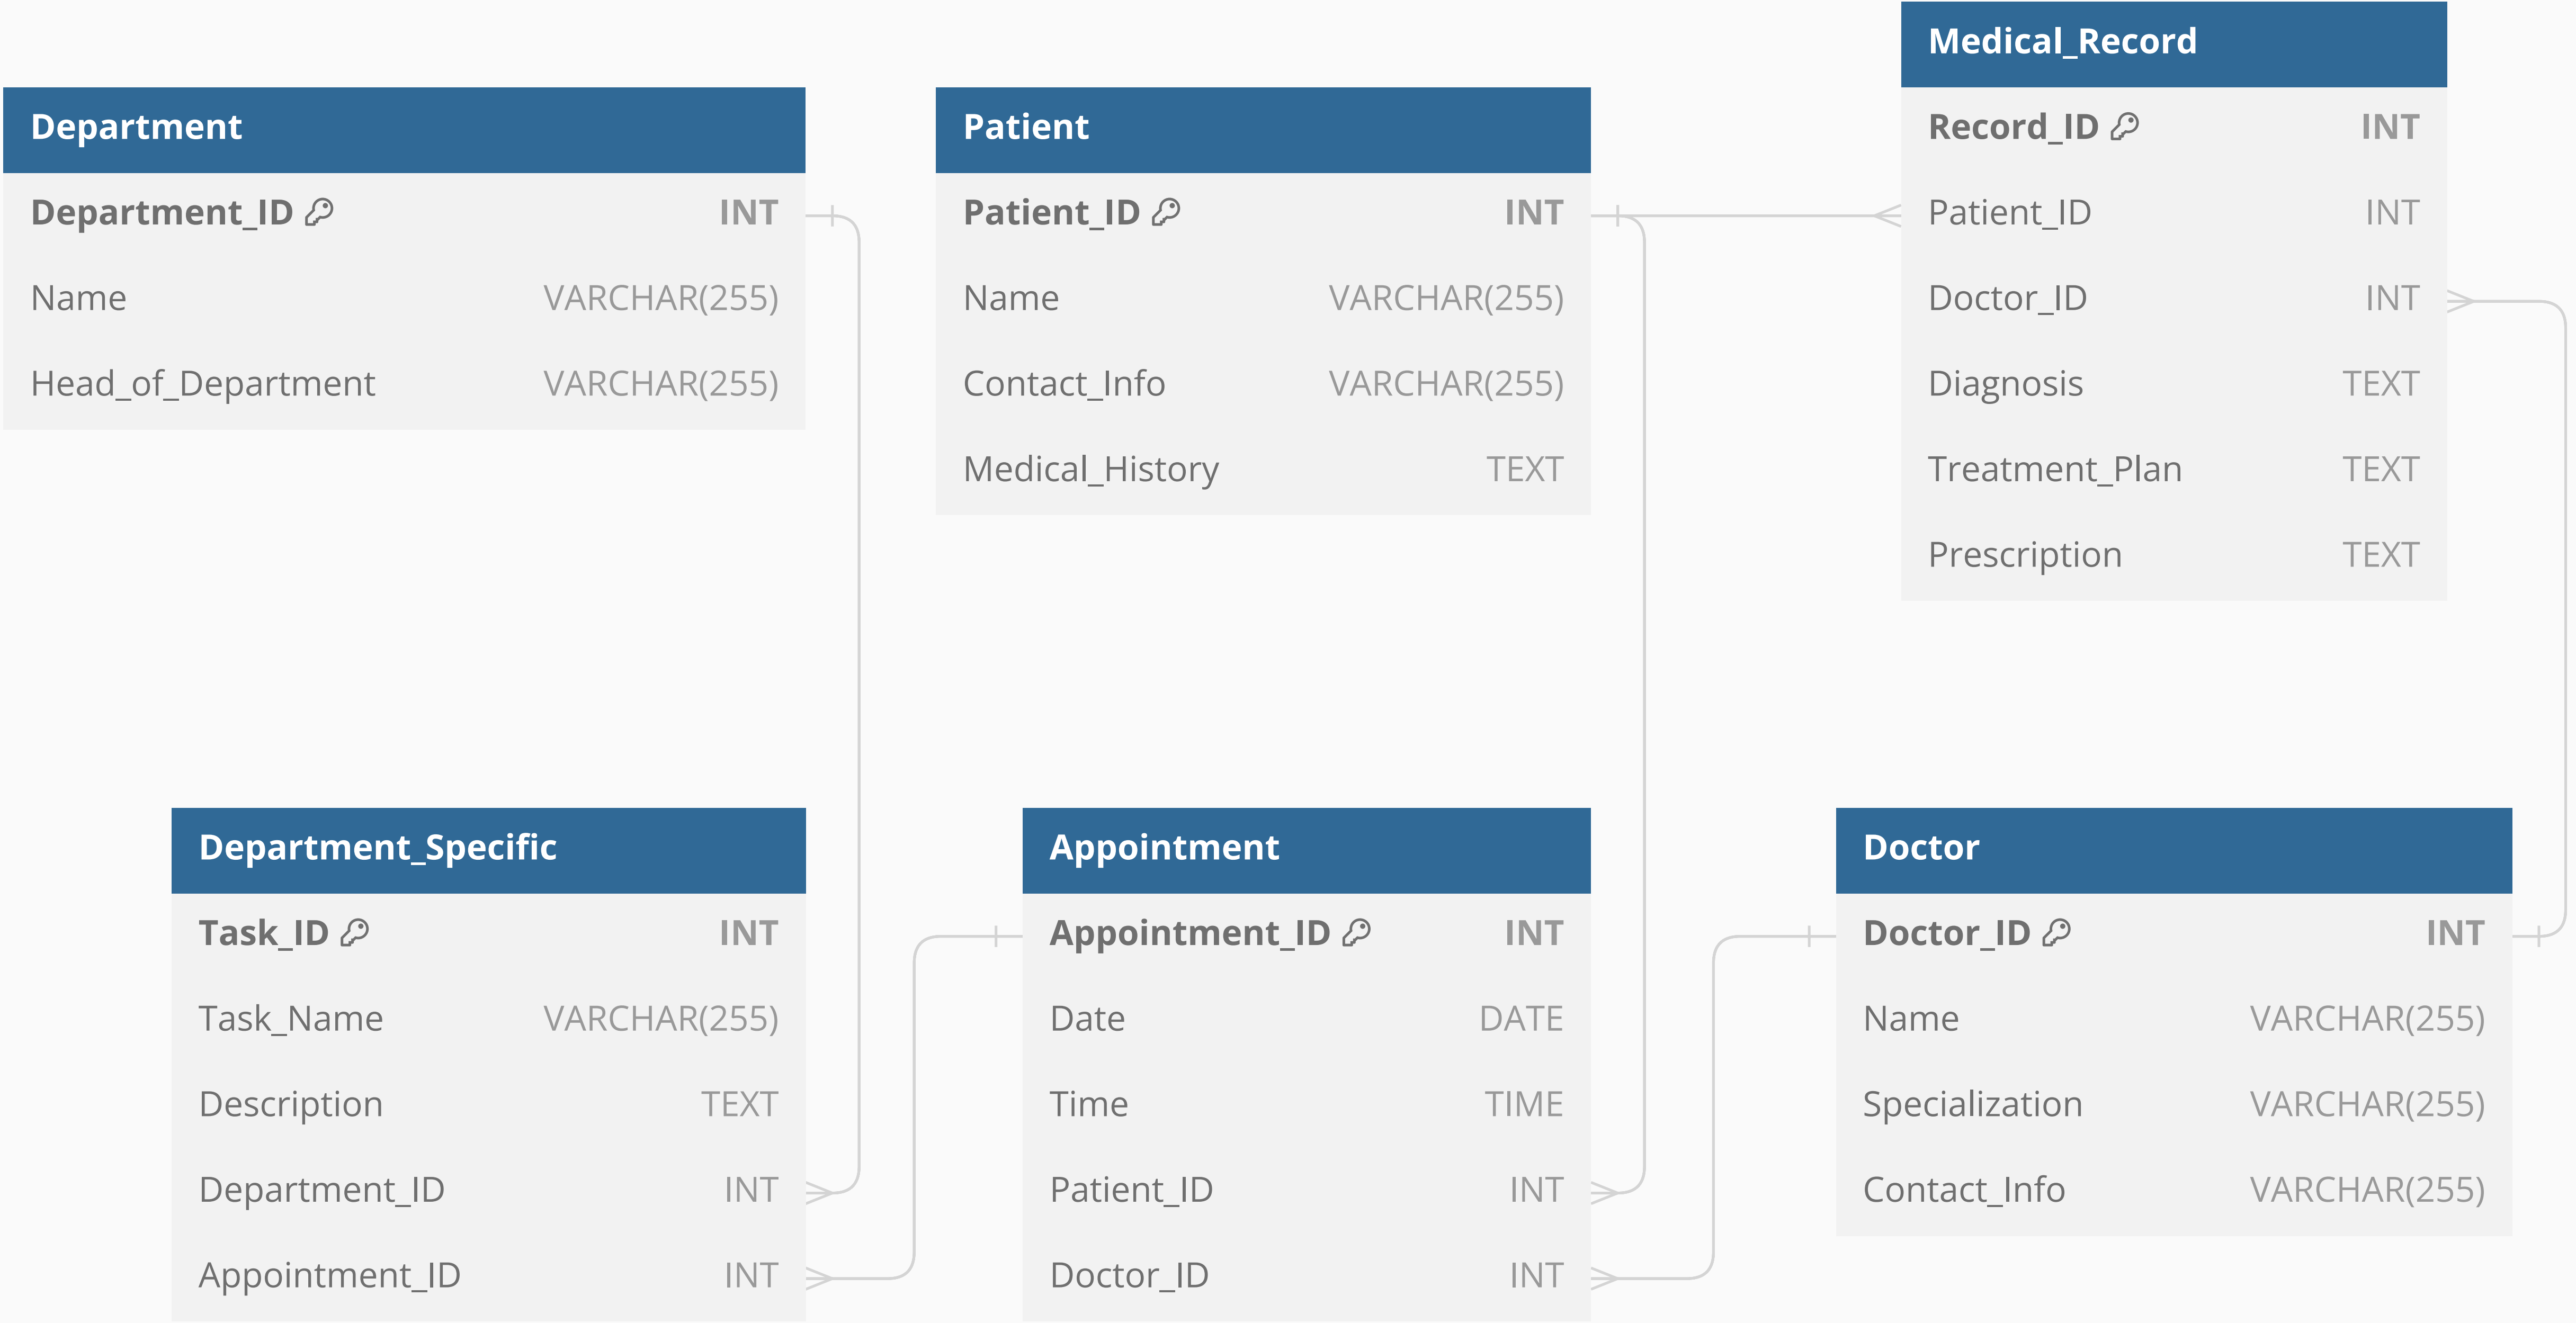 Department
Department_ID INT
Name VARCHAR(255)
Head_of_Department VARCHAR(255)
Patient
Patient_ID INT
Name VARCHAR(255)
Contact_Info VARCHAR(255)
Medical_History TEXT
Medical_Record
Record_ID INT
Patient_ID INT
Doctor_ID INT
Diagnosis TEXT
Treatment_Plan TEXT
Prescription TEXT
Department_Specific
Task_ID INT
Task_Name VARCHAR(255)
Description TEXT
Department_ID INT
Appointment_ID INT
Appointment
Appointment_ID INT
Date DATE
Time TIME
Patient_ID INT
Doctor_ID INT
Doctor
Doctor_ID INT
Name VARCHAR(255)
Specialization VARCHAR(255)
Contact_Info VARCHAR(255)